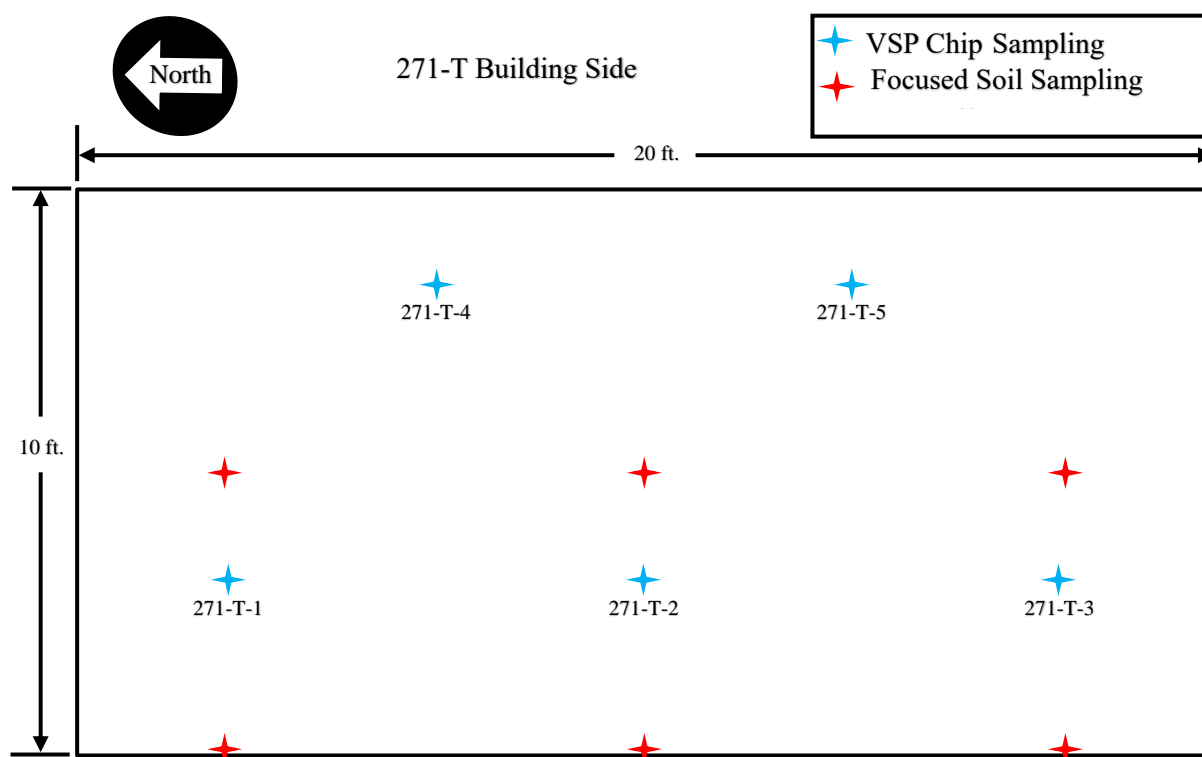 North
271-T Building Side
VSP Chip Sampling
Focused Soil Sampling
20 ft.
271-T-4
271-T-5
10 ft.
271-T-1
271-T-2
271-T-3